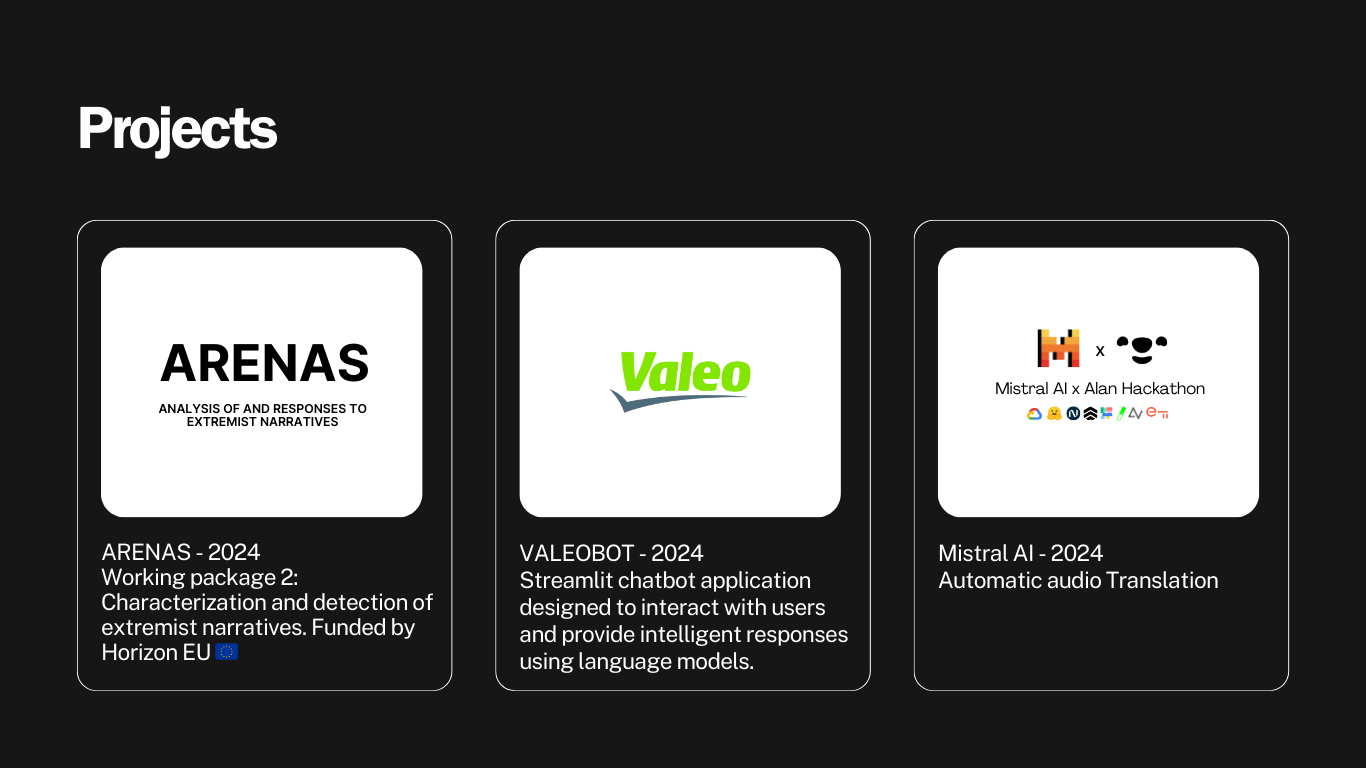 Projects
ARENAS
ANALYSIS OF AND RESPONSES TO
EXTREMIST NARRATIVES
ARENAS - 2024
Working package 2:
Characterization and detection of
extremist narratives. Funded by
Horizon EU 🇪🇺
Valeo
VALEOBOT - 2024
Streamlit chatbot application
designed to interact with users
and provide intelligent responses
using language models.
x
Mistral AI x Alan Hackathon
Mistral AI - 2024
Automatic audio Translation